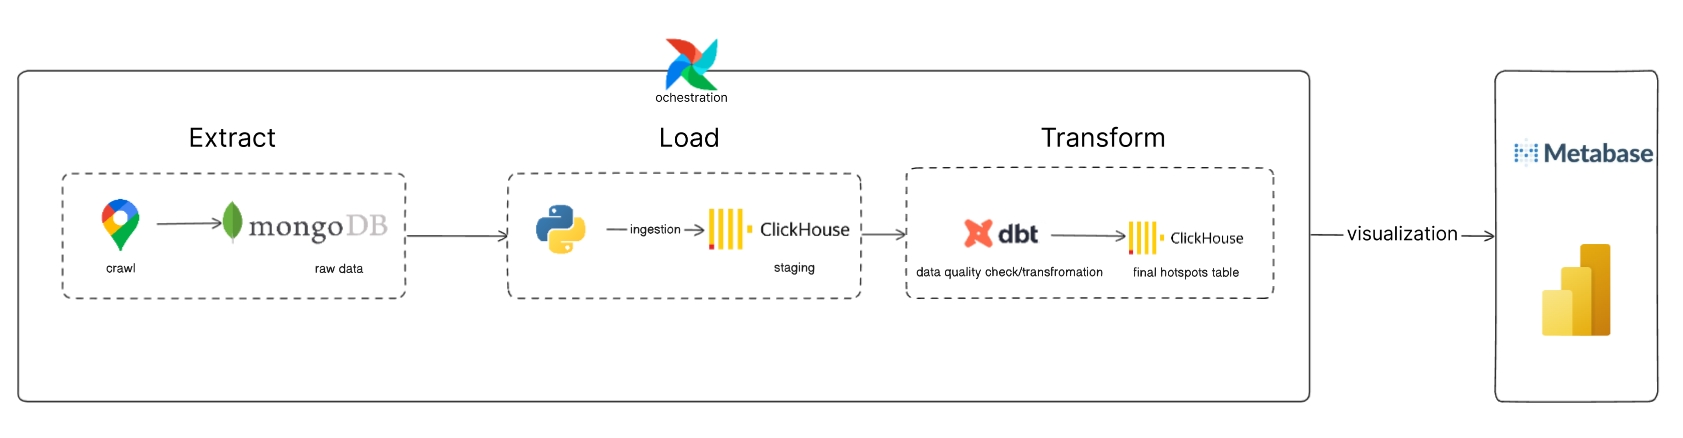 ochestration
Extract
Load
Transform
mongoDB
crawl
raw data
ingestion
ClickHouse
staging
dbt
ClickHouse
data quality check/transfromation
final hotspots table
visualization
Metabase